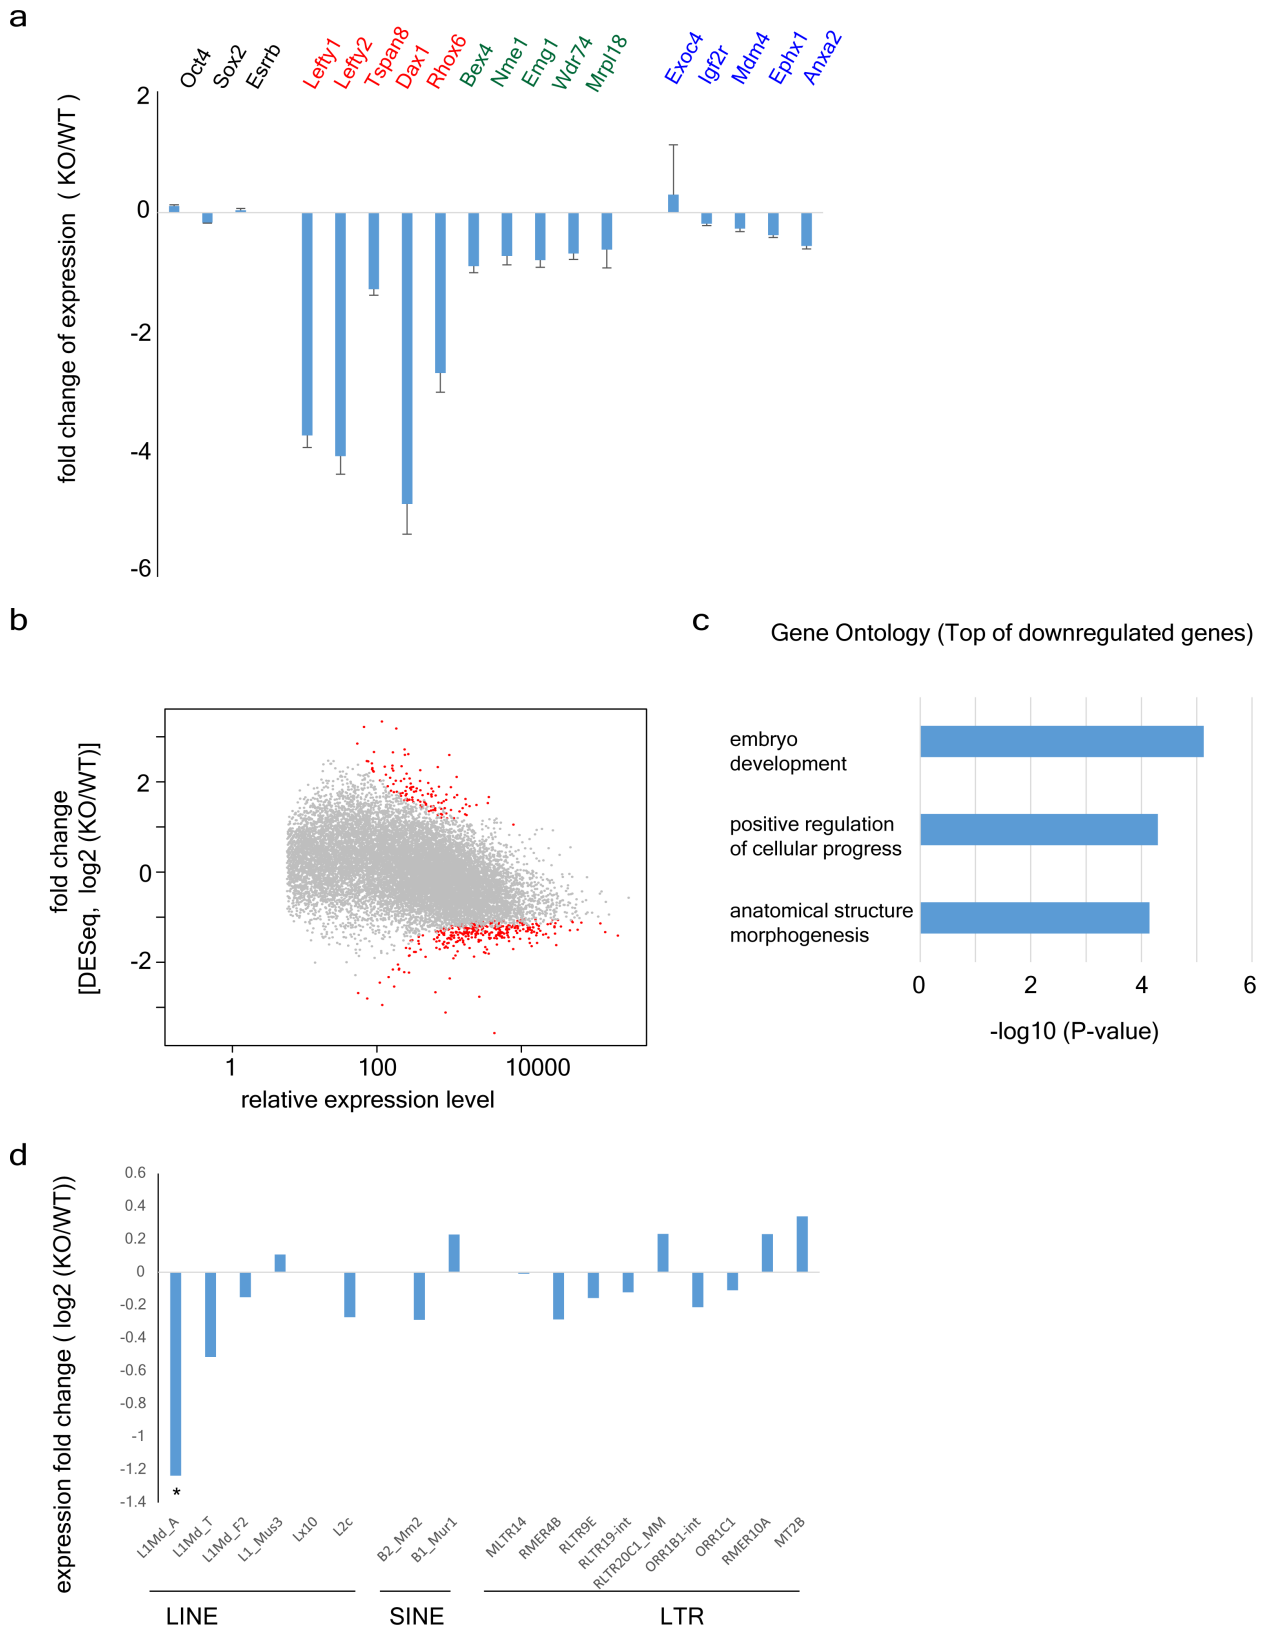 a
Oct4
Sox2
Esrrb
Lefty1
Lefty2
Tspan8
Dax1
Rhox6
Bex4
Nme1
Emg1
Wdr74
Mrpl18
Exoc4
Igf2r
Mdm4
Ephx1
Anxa2
fold change of expression ( KO/WT )
2
0
-2
-4
-6
b
fold change
[DESeq, log2 (KO/WT)]
2
0
-2
1
100
10000
relative expression level
c
Gene Ontology (Top of downregulated genes)
embryo
development
positive regulation
of cellular progress
anatomical structure
morphogenesis
0
2
4
6
-log10 (P-value)
d
expression fold change ( log2 (KO/WT))
0.6
0.4
0.2
0
-0.2
-0.4
-0.6
-0.8
-1
-1.2
-1.4
*
L1Md_A
L1Md_T
L1Md_F2
L1_Mus3
Lx10
L2c
B2_Mm2
B1_Mur1
MLTR14
RMER4B
RLTR9E
RLTR19-int
RLTR20C1_MM
ORR1B1-int
ORR1C1
RMER10A
MT2B
LINE
SINE
LTR